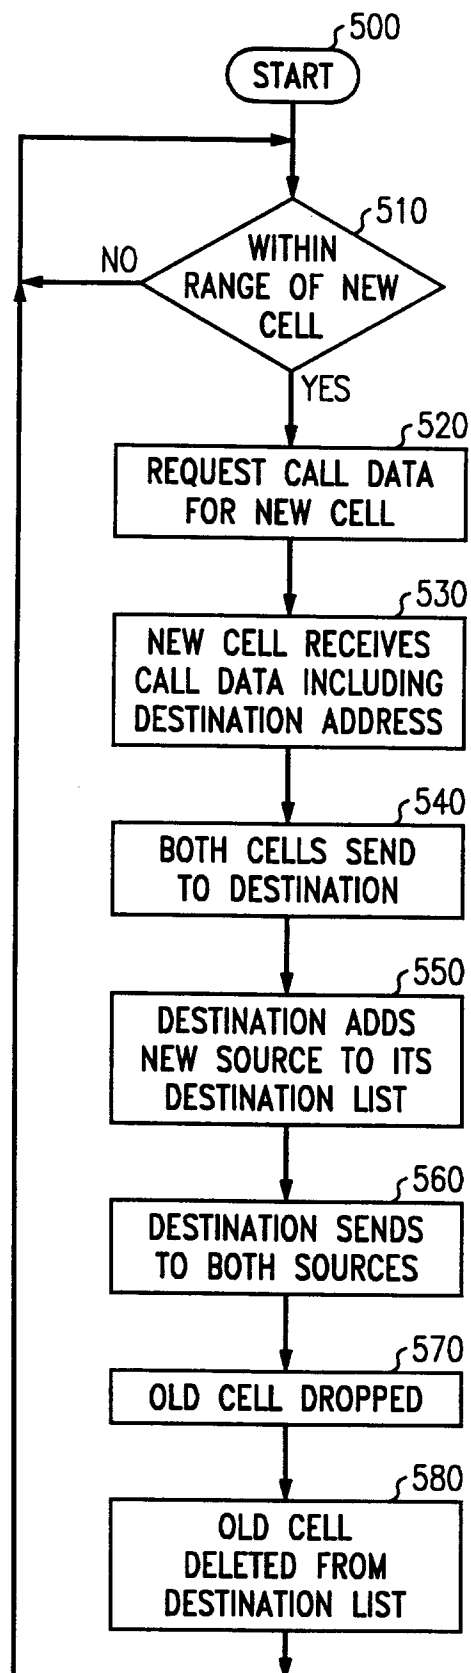 500
START
510
WITHIN
RANGE OF NEW
CELL
NO
YES
520
REQUEST CALL DATA
FOR NEW CELL
530
NEW CELL RECEIVES
CALL DATA INCLUDING
DESTINATION ADDRESS
540
BOTH CELLS SEND
TO DESTINATION
550
DESTINATION ADDS
NEW SOURCE TO ITS
DESTINATION LIST
560
DESTINATION SENDS
TO BOTH SOURCES
570
OLD CELL DROPPED
580
OLD CELL
DELETED FROM
DESTINATION LIST